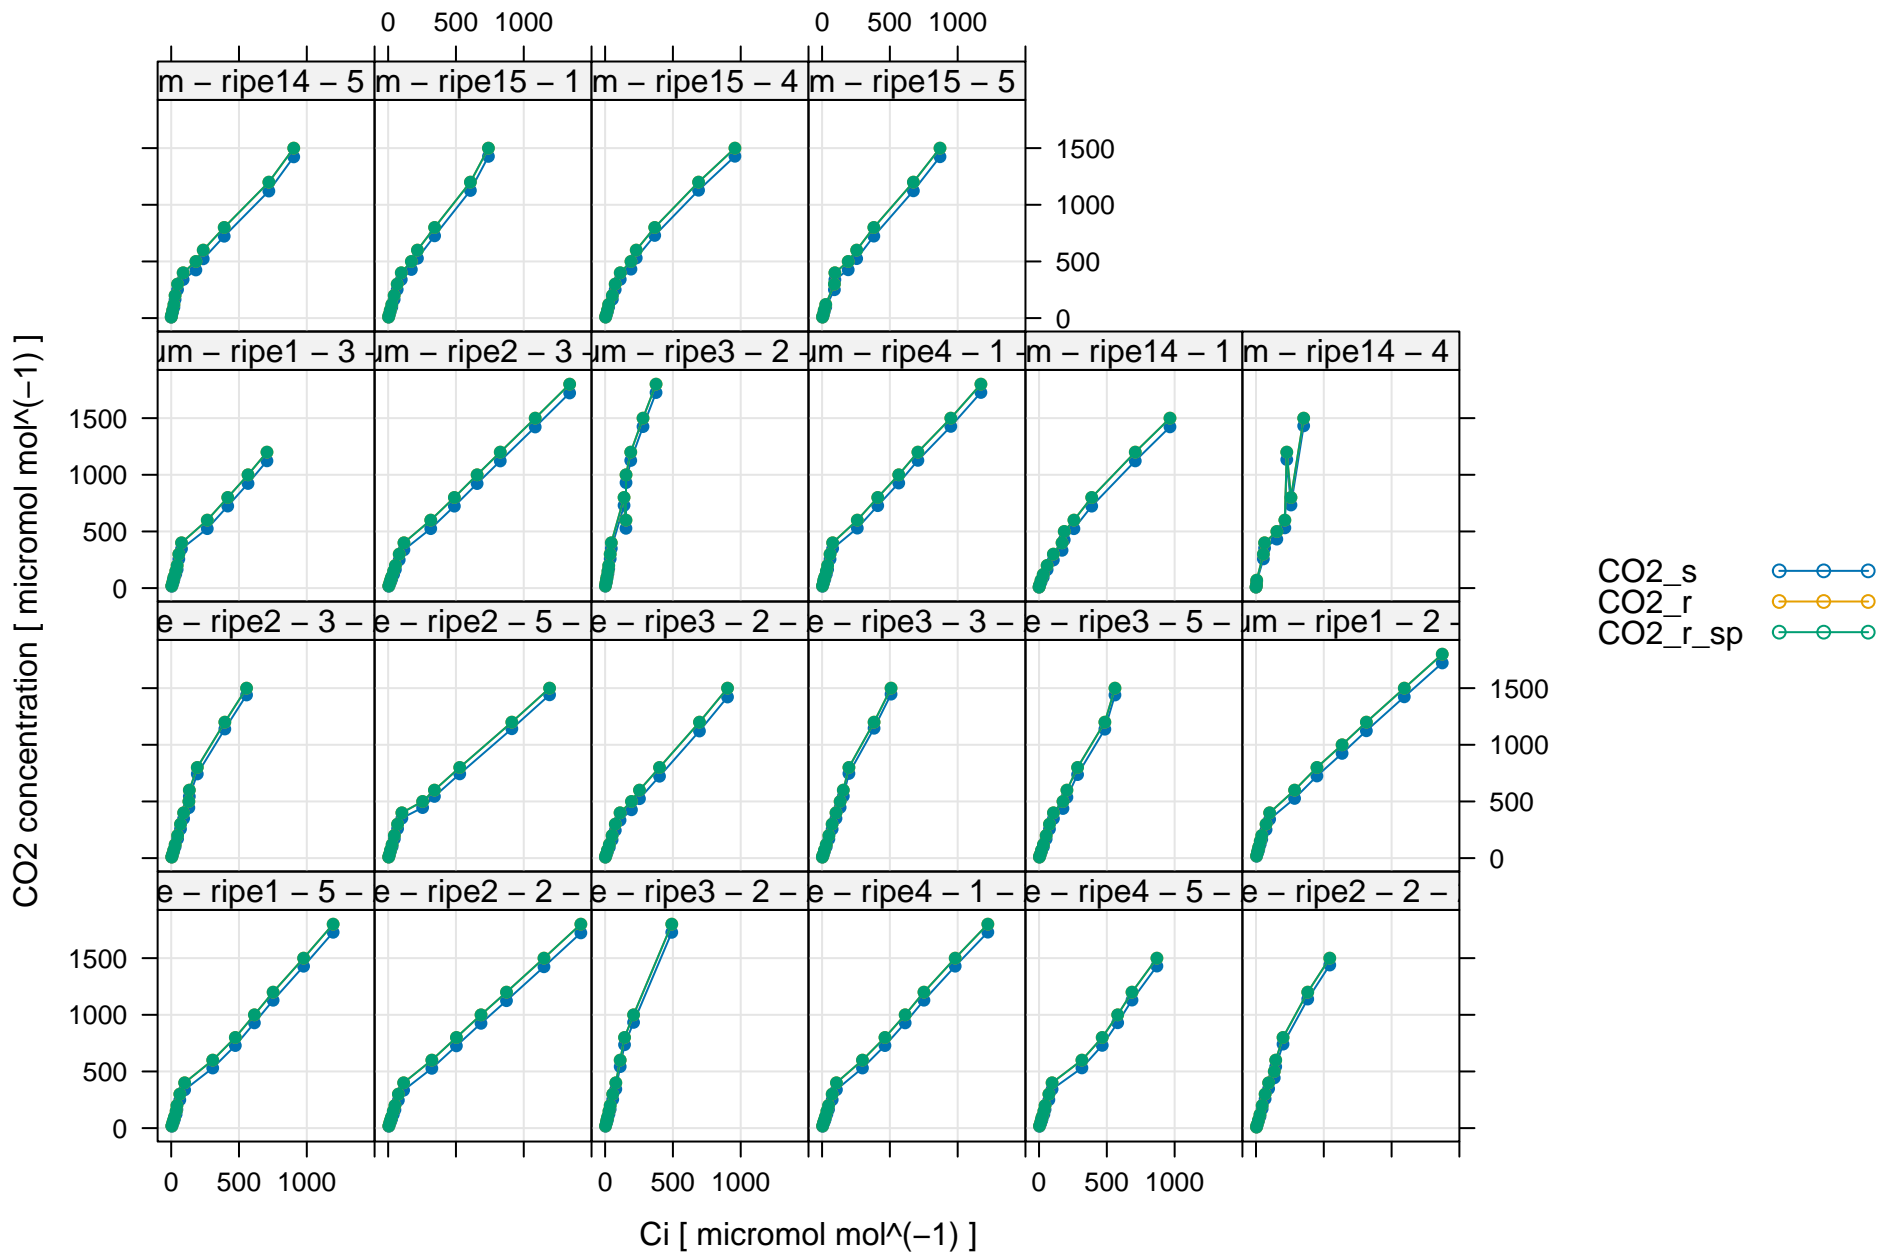 0 500 1000 0 500 1000
m − ripe14 − 5 m − ripe15 − 1 m − ripe15 − 4 m − ripe15 − 5
1500
1000
500
0
um − ripe1 − 3 − um − ripe2 − 3 − um − ripe3 − 2 − um − ripe4 − 1 − m − ripe14 − 1 m − ripe14 − 4
1500
1000
500
0
e − ripe2 − 3 − e − ripe2 − 5 − e − ripe3 − 2 − e − ripe3 − 3 − e − ripe3 − 5 − um − ripe1 − 2 −
1500
1000
500
0
e − ripe1 − 5 − e − ripe2 − 2 − e − ripe3 − 2 − e − ripe4 − 1 − e − ripe4 − 5 − e − ripe2 − 2 −
1500
1000
500
0
0 500 1000 0 500 1000 0 500 1000
Ci [ micromol mol^(−1) ]
CO2 concentration [ micromol mol^(−1) ]
CO2_s
CO2_r
CO2_r_sp